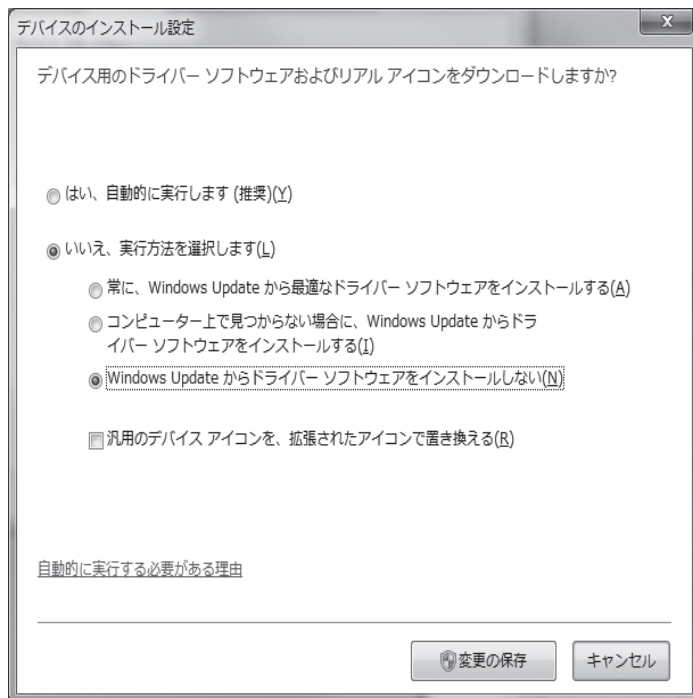 デバイスのインストール設定
デバイス用のドライバー ソフトウェアおよびリアル アイコンをダウンロードしますか?
はい、自動的に実行します (推奨)(Y)
いいえ、実行方法を選択します(L)
常に、Windows Update から最適なドライバー ソフトウェアをインストールする(A)
コンピューター上で見つからない場合に、Windows Update からドラ
イバー ソフトウェアをインストールする(I)
Windows Update からドライバー ソフトウェアをインストールしない(N)
汎用のデバイス アイコンを、拡張されたアイコンで置き換える(R)
自動的に実行する必要がある理由
変更の保存
キャンセル